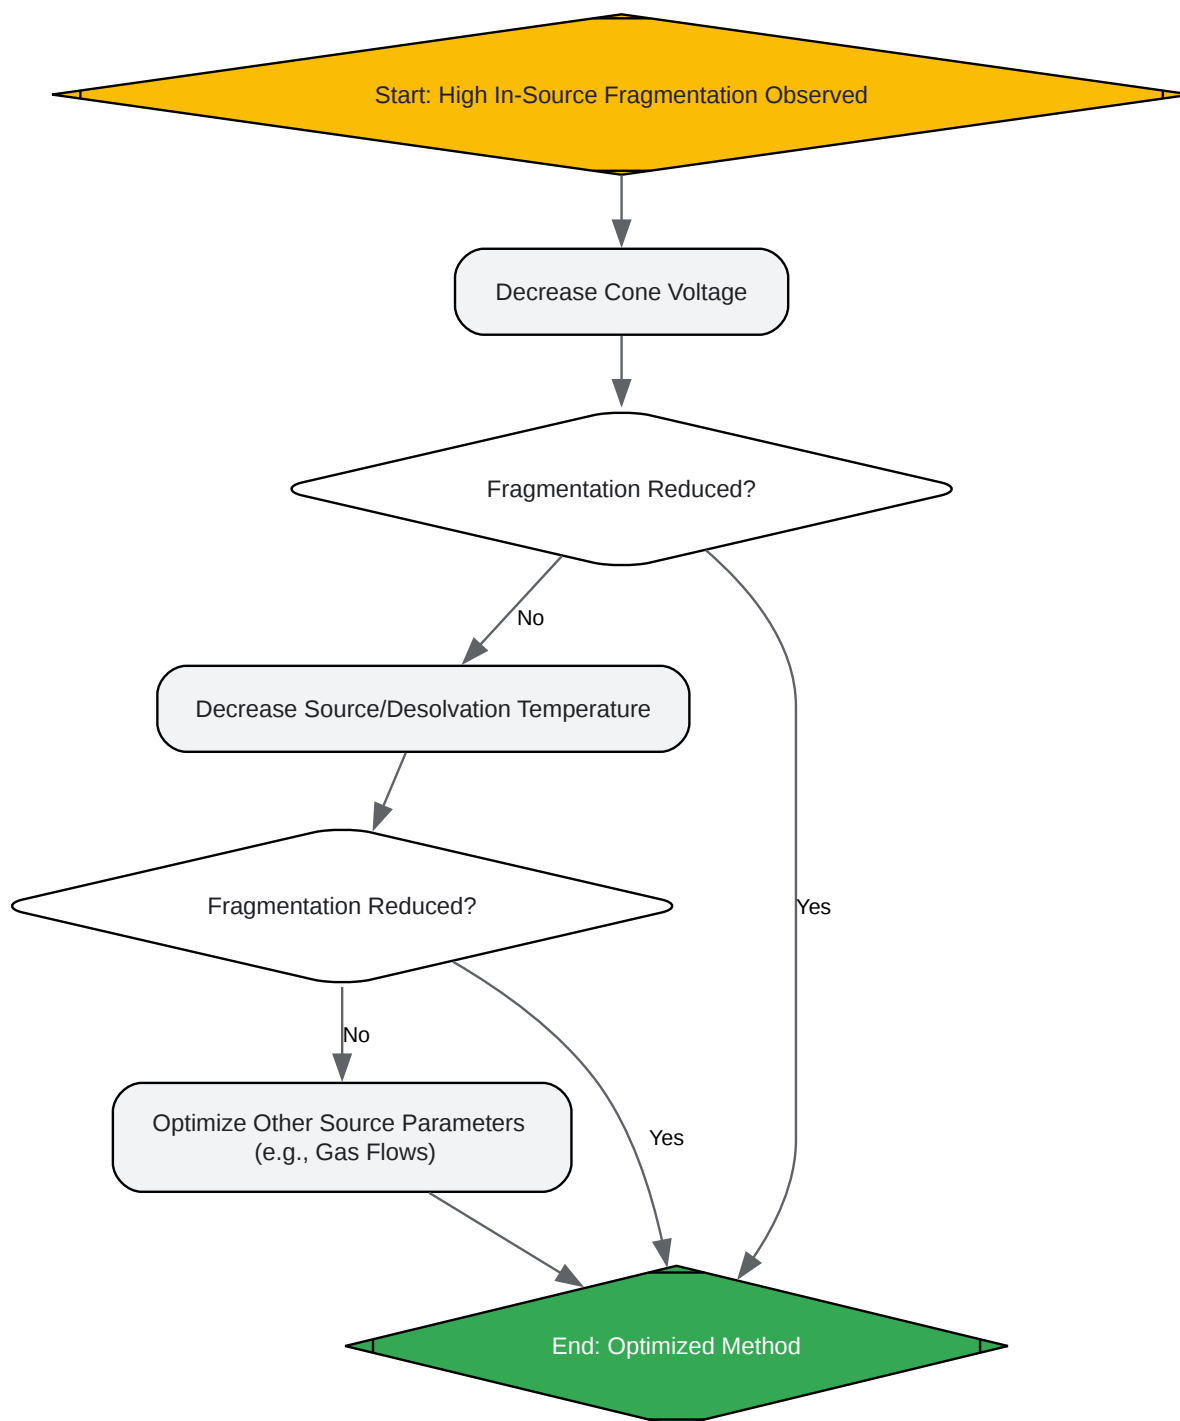 Start: High In-Source Fragmentation Observed
Decrease Cone Voltage
Fragmentation Reduced?
No
Decrease Source/Desolvation Temperature
Fragmentation Reduced?
Yes
No
Optimize Other Source Parameters
(e.g., Gas Flows)
Yes
End: Optimized Method